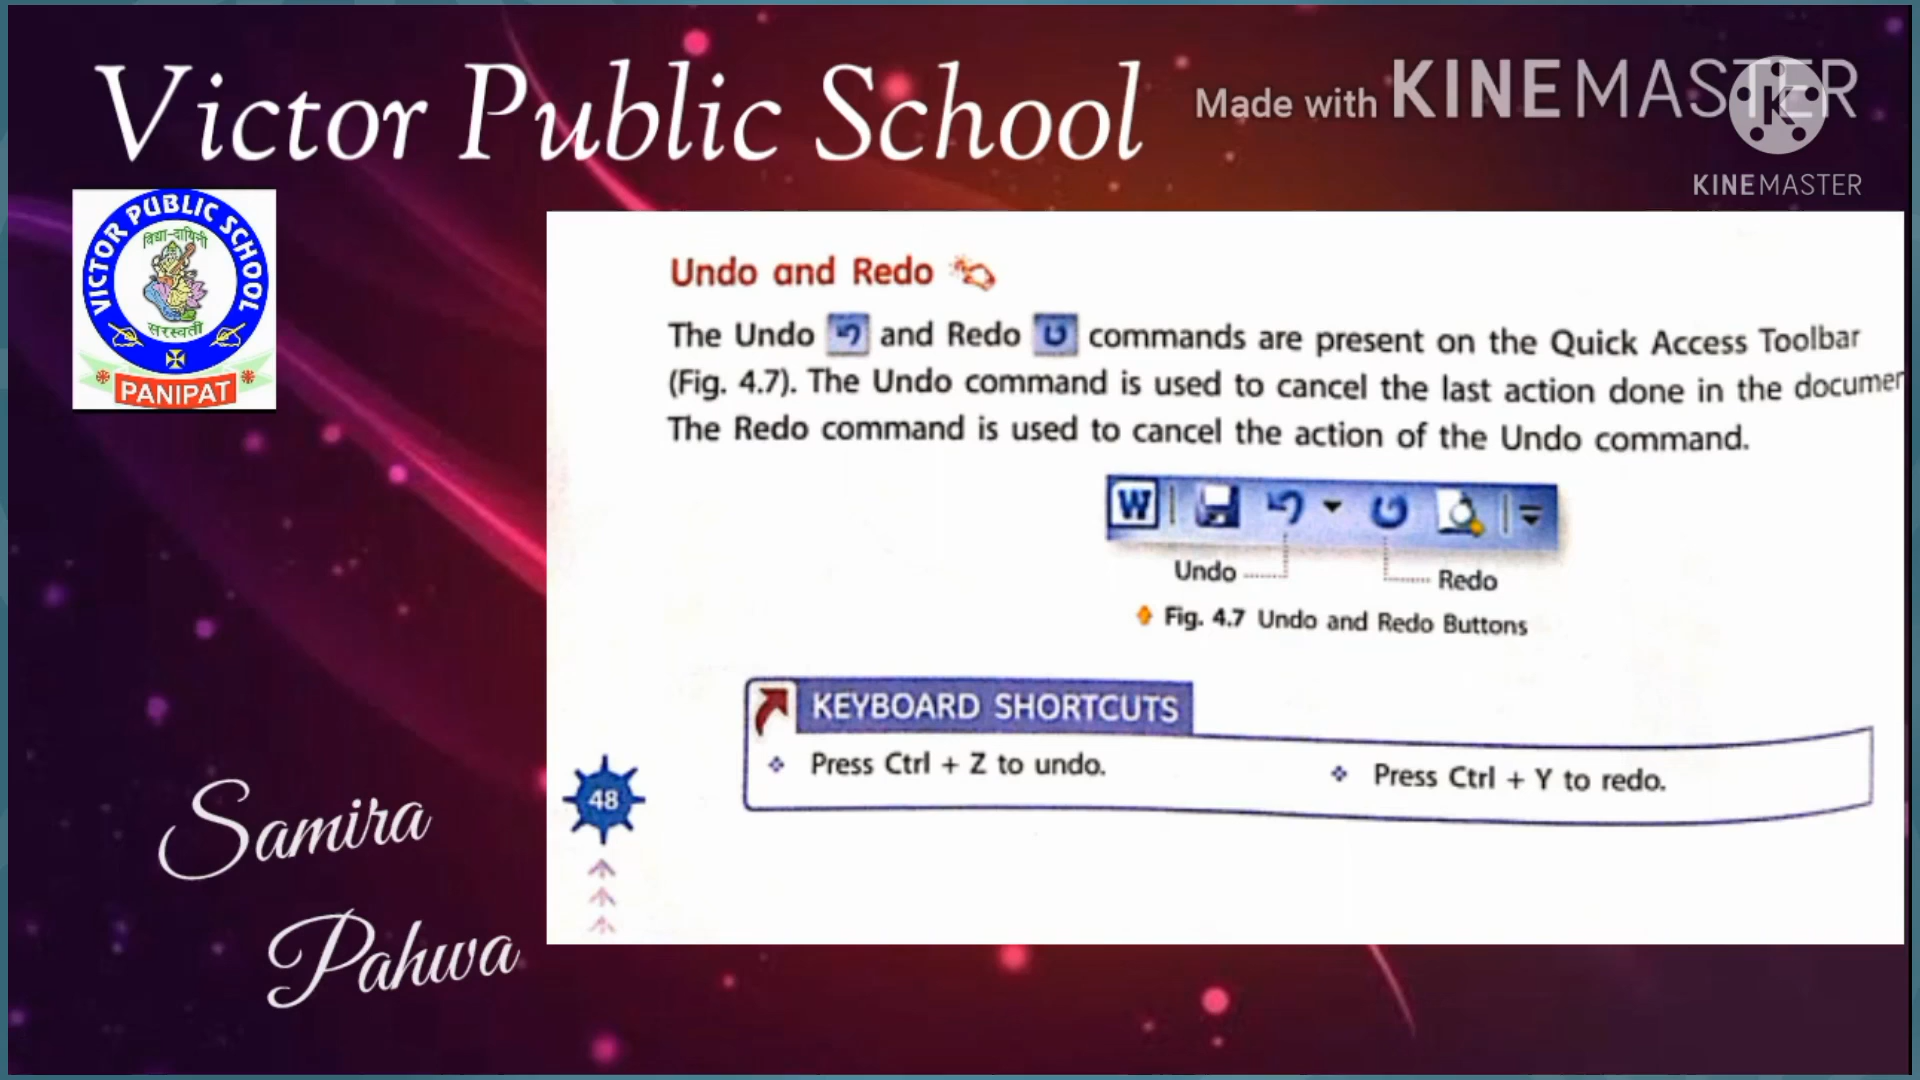 Victor Public School
Made with KINEMASTER
KINEMASTER
VICTOR PUBLIC SCHOOL
विद्या-दायिनी
सरस्वती
PANIPAT
Undo and Redo
The Undo and Redo commands are present on the Quick Access Toolbar
(Fig. 4.7). The Undo command is used to cancel the last action done in the documen
The Redo command is used to cancel the action of the Undo command.
W
Undo Redo
Fig. 4.7 Undo and Redo Buttons
KEYBOARD SHORTCUTS
Press Ctrl + Z to undo. Press Ctrl + Y to redo.
48
Samira
Pahwa